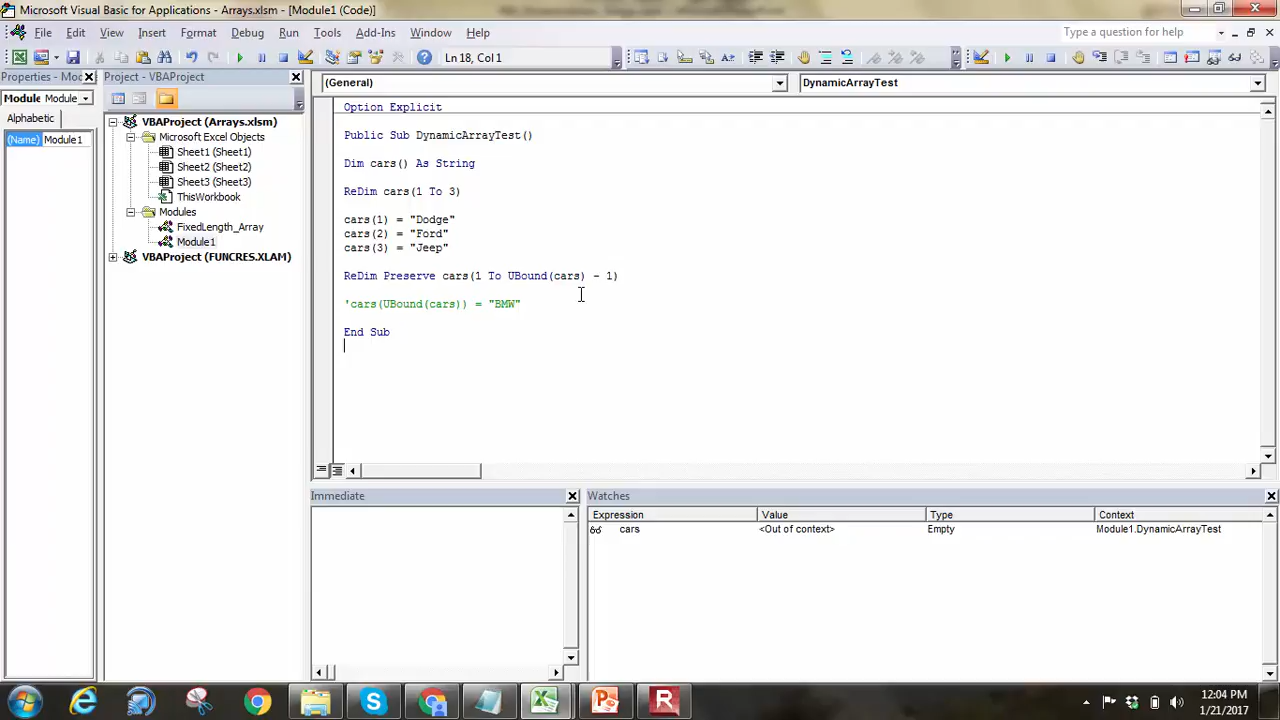 Microsoft Visual Basic for Applications - Arrays.xlsm - [Module1 (Code)]
File Edit View Insert Format Debug Run Tools Add-Ins Window Help
Type a question for help
Ln 18, Col 1
Properties - Mod
Project - VBAProject
Module Module
Alphabetic
(Name) Module1
VBAProject (Arrays.xlsm)
Microsoft Excel Objects
Sheet1 (Sheet1)
Sheet2 (Sheet2)
Sheet3 (Sheet3)
ThisWorkbook
Modules
FixedLength_Array
Module1
VBAProject (FUNCRES.XLAM)
(General)
DynamicArrayTest
Option Explicit
Public Sub DynamicArrayTest()
Dim cars() As String
ReDim cars(1 To 3)
cars(1) = "Dodge"
cars(2) = "Ford"
cars(3) = "Jeep"
ReDim Preserve cars(1 To UBound(cars) - 1)
'cars(UBound(cars)) = "BMW"
End Sub
Immediate
Watches
Expression Value Type Context
cars <Out of context> Empty Module1.DynamicArrayTest
12:04 PM
1/21/2017